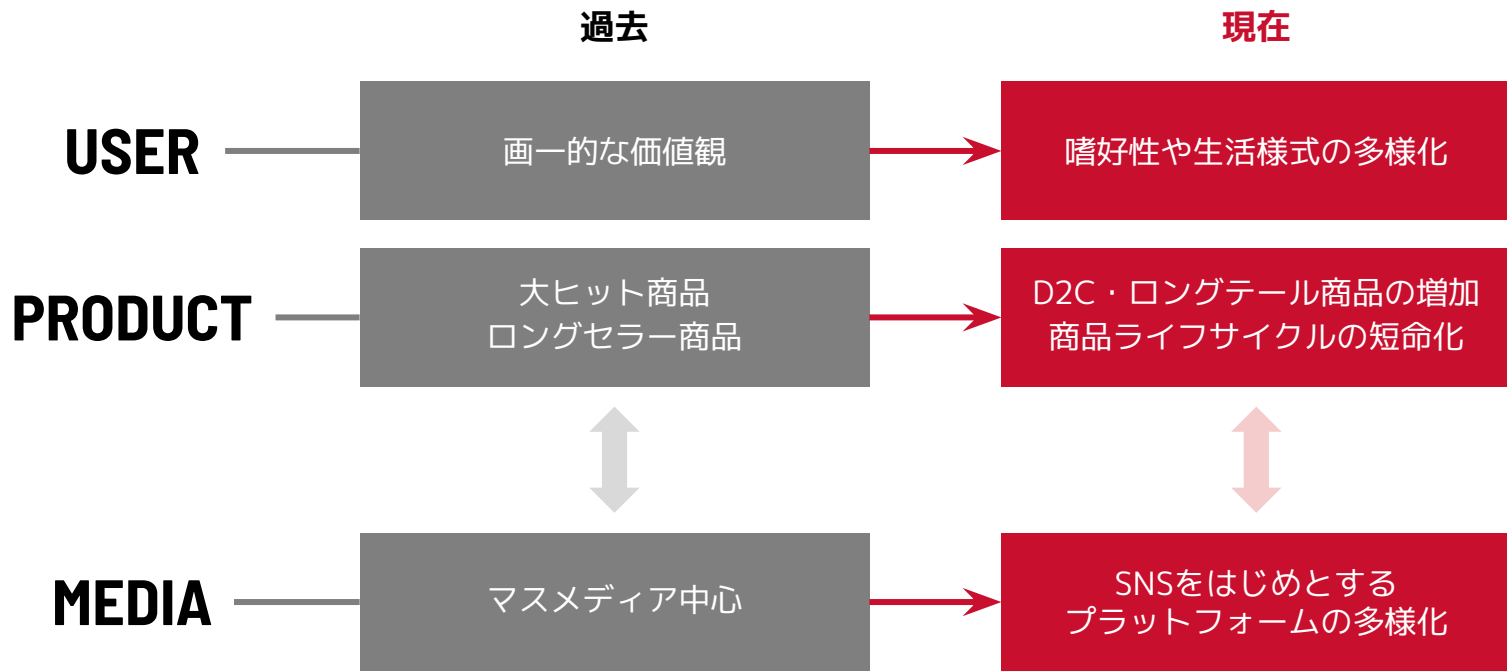 過去
現在
USER
画一的な価値観
嗜好性や生活様式の多様化
PRODUCT
大ヒット商品
ロングセラー商品
D2C・ロングテール商品の増加
商品ライフサイクルの短命化
MEDIA
マスメディア中心
SNSをはじめとする
プラットフォームの多様化